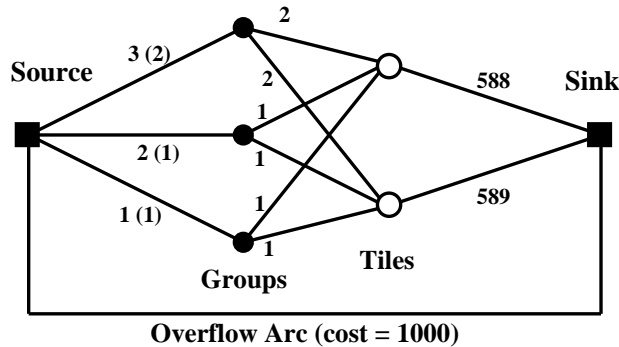 2
3 (2)
Source
2
588
Sink
1
2 (1)
1
1 (1)
1
589
1
Groups
Tiles
Overflow Arc (cost = 1000)